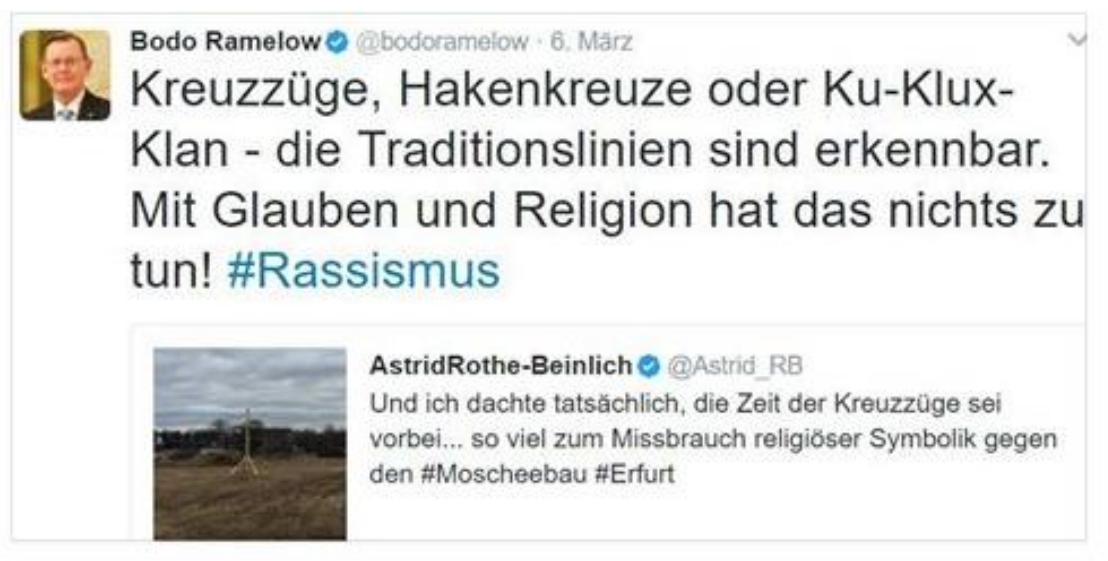 Bodo Ramelow @bodoramelow · 6. März
Kreuzzüge, Hakenkreuze oder Ku-Klux-
Klan - die Traditionslinien sind erkennbar.
Mit Glauben und Religion hat das nichts zu
tun! #Rassismus
AstridRothe-Beinlich @Astrid_RB
Und ich dachte tatsächlich, die Zeit der Kreuzzüge sei
vorbei... so viel zum Missbrauch religiöser Symbolik gegen
den #Moscheebau #Erfurt